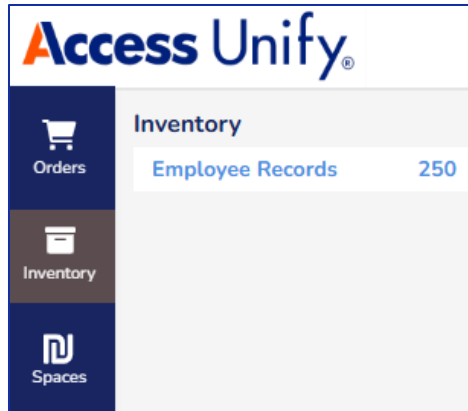 Access Unify®
Orders
Inventory
Spaces
Inventory
Employee Records 250